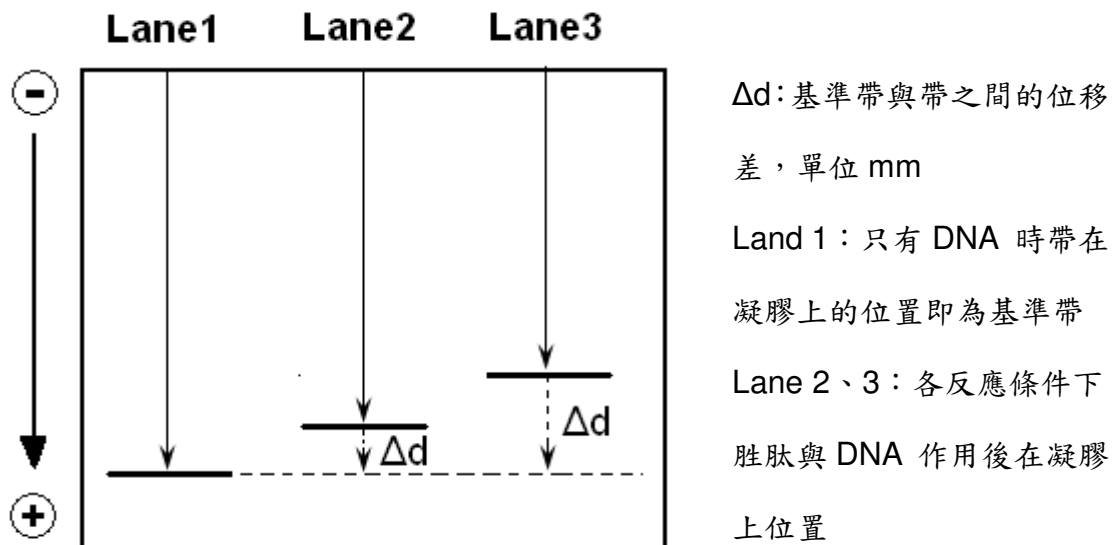 Lane1 Lane2 Lane3
-
Δd
Δd
+
Δd:基準帶與帶之間的位移
差,單位 mm
Land 1:只有 DNA 時帶在
凝膠上的位置即為基準帶
Lane 2、3:各反應條件下
胜肽與 DNA 作用後在凝膠
上位置